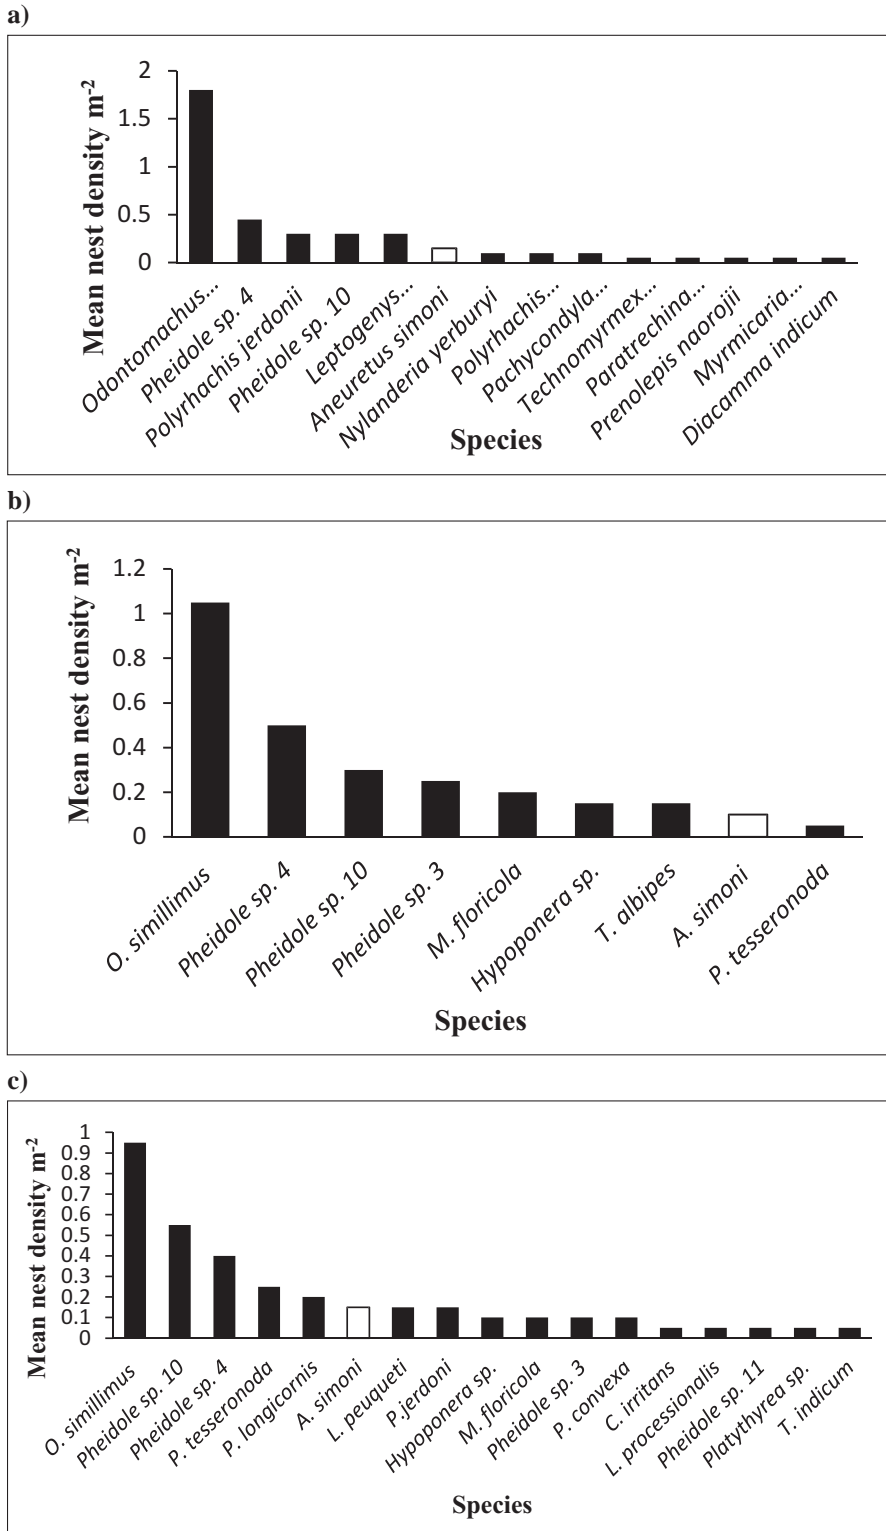 a)
Mean nest density m-2
2
1.5
1
0.5
0
Odontomachus...
Pheidole sp. 4
Polyrhachis jerdonii
Pheidole sp. 10
Leptogenys...
Aneuretus simoni
Nylanderia yerburyi
Polyrhachis...
Pachycondyla...
Technomyrmex...
Paratrechina...
Prenolepis naorojii
Myrmicaria...
Diacamma indicum
Species
b)
Mean nest density m-2
1.2
1
0.8
0.6
0.4
0.2
0
O. simillimus
Pheidole sp. 4
Pheidole sp. 10
Pheidole sp. 3
M. floricola
Hypoponera sp.
T. albipes
A. simoni
P. tesseronoda
Species
c)
Mean nest density m-2
1
0.9
0.8
0.7
0.6
0.5
0.4
0.3
0.2
0.1
0
O. simillimus
Pheidole sp. 10
Pheidole sp. 4
P. tesseronoda
P. longicornis
A. simoni
L. peuqueti
P.jerdoni
Hypoponera sp.
M. floricola
Pheidole sp. 3
P. convexa
C. irritans
L. processionalis
Pheidole sp. 11
Platythyrea sp.
T. indicum
Species